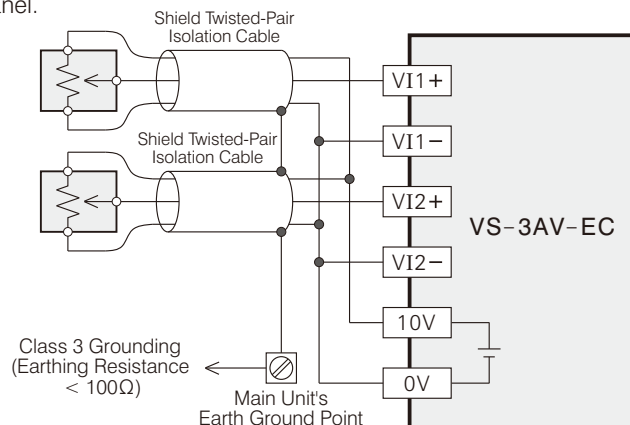 anel.
Shield Twisted-Pair
Isolation Cable
VI1+
VI1−
Shield Twisted-Pair
Isolation Cable
VI2+
VS−3AV−EC
VI2−
10V
Class 3 Grounding
(Earthing Resistance
< 100Ω)
0V
Main Unit's
Earth Ground Point